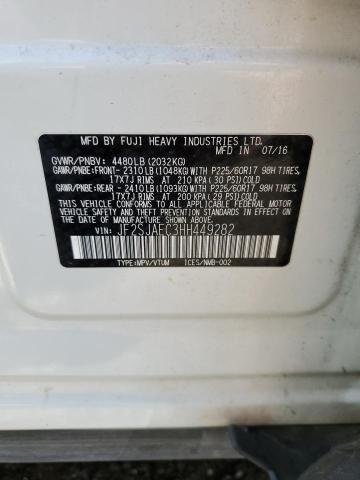 MFD BY FUJI HEAVY INDUSTRIES LTD.
MFD IN 07/16
GVWR/PNBV: 4480LB(2032KG)
GAWR/PNBE:FRONT- 2310LB(1048KG)WITH P225/60R17 98H TIRES,
17X7J RIMS AT 210 KPA(30 PSI)COLD
GAWR/PNBE:REAR - 2410LB(1093KG)WITH P225/60R17 98H TIRES,
17X7J RIMS AT 200 KPA(29 PSI)COLD
THIS VEHICLE CONFORMS TO ALL APPLICABLE FEDERAL MOTOR
VEHICLE SAFETY, BUMPER, AND THEFT PREVENTION STANDARDS
IN EFFECT ON THE DATE OF MANUFACTURE SHOWN ABOVE.
VIN: JF2SJAEC3HH449282
TYPE:MPV/VTUM ICES/NMB-002